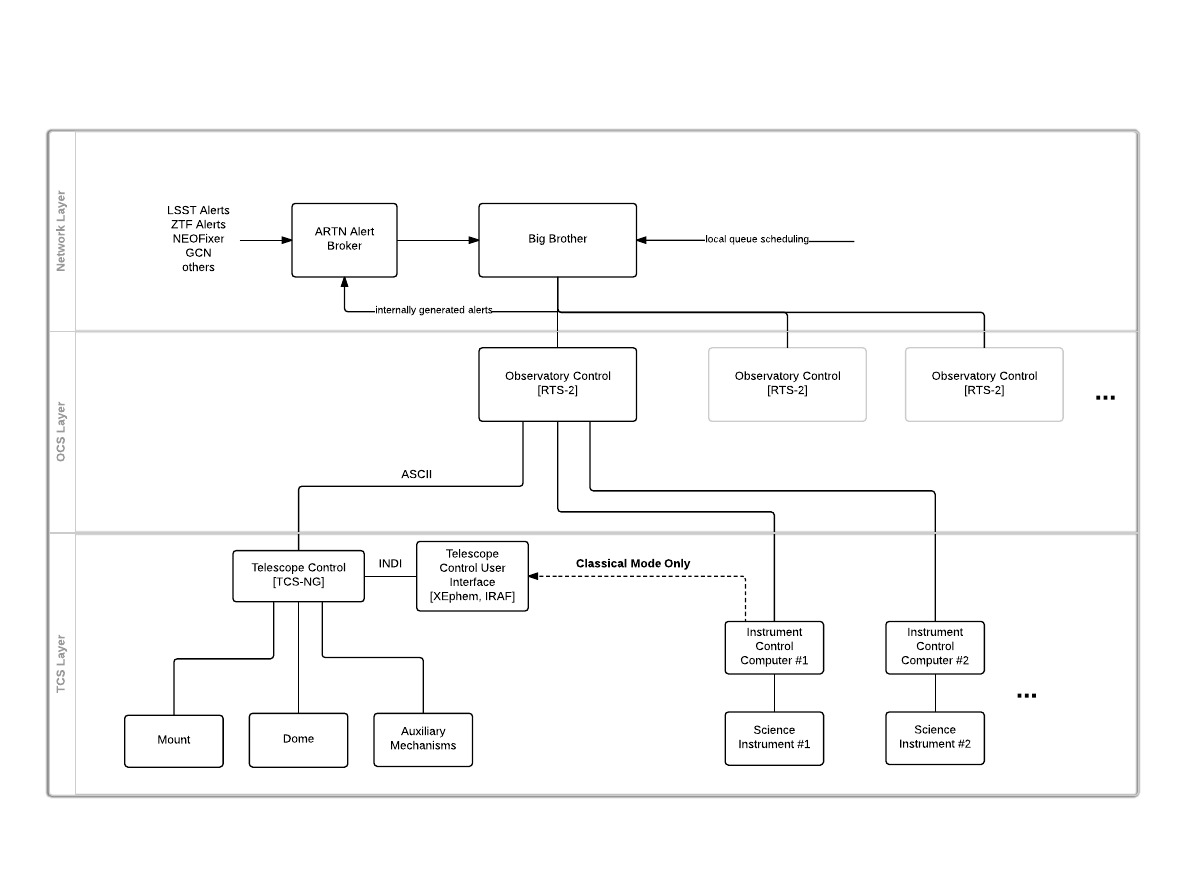 Network Layer
LSST Alerts
ZTF Alerts
NEOFixer
GCN
others
ARTN Alert
Broker
Big Brother
local queue scheduling
internally generated alerts
OCS Layer
Observatory Control
[RTS-2]
Observatory Control
[RTS-2]
Observatory Control
[RTS-2]
...
ASCII
TCS Layer
Telescope Control
[TCS-NG]
INDI
Telescope
Control User
Interface
[XEphem, IRAF]
Classical Mode Only
Instrument
Control
Computer #1
Instrument
Control
Computer #2
...
Mount
Dome
Auxiliary
Mechanisms
Science
Instrument #1
Science
Instrument #2